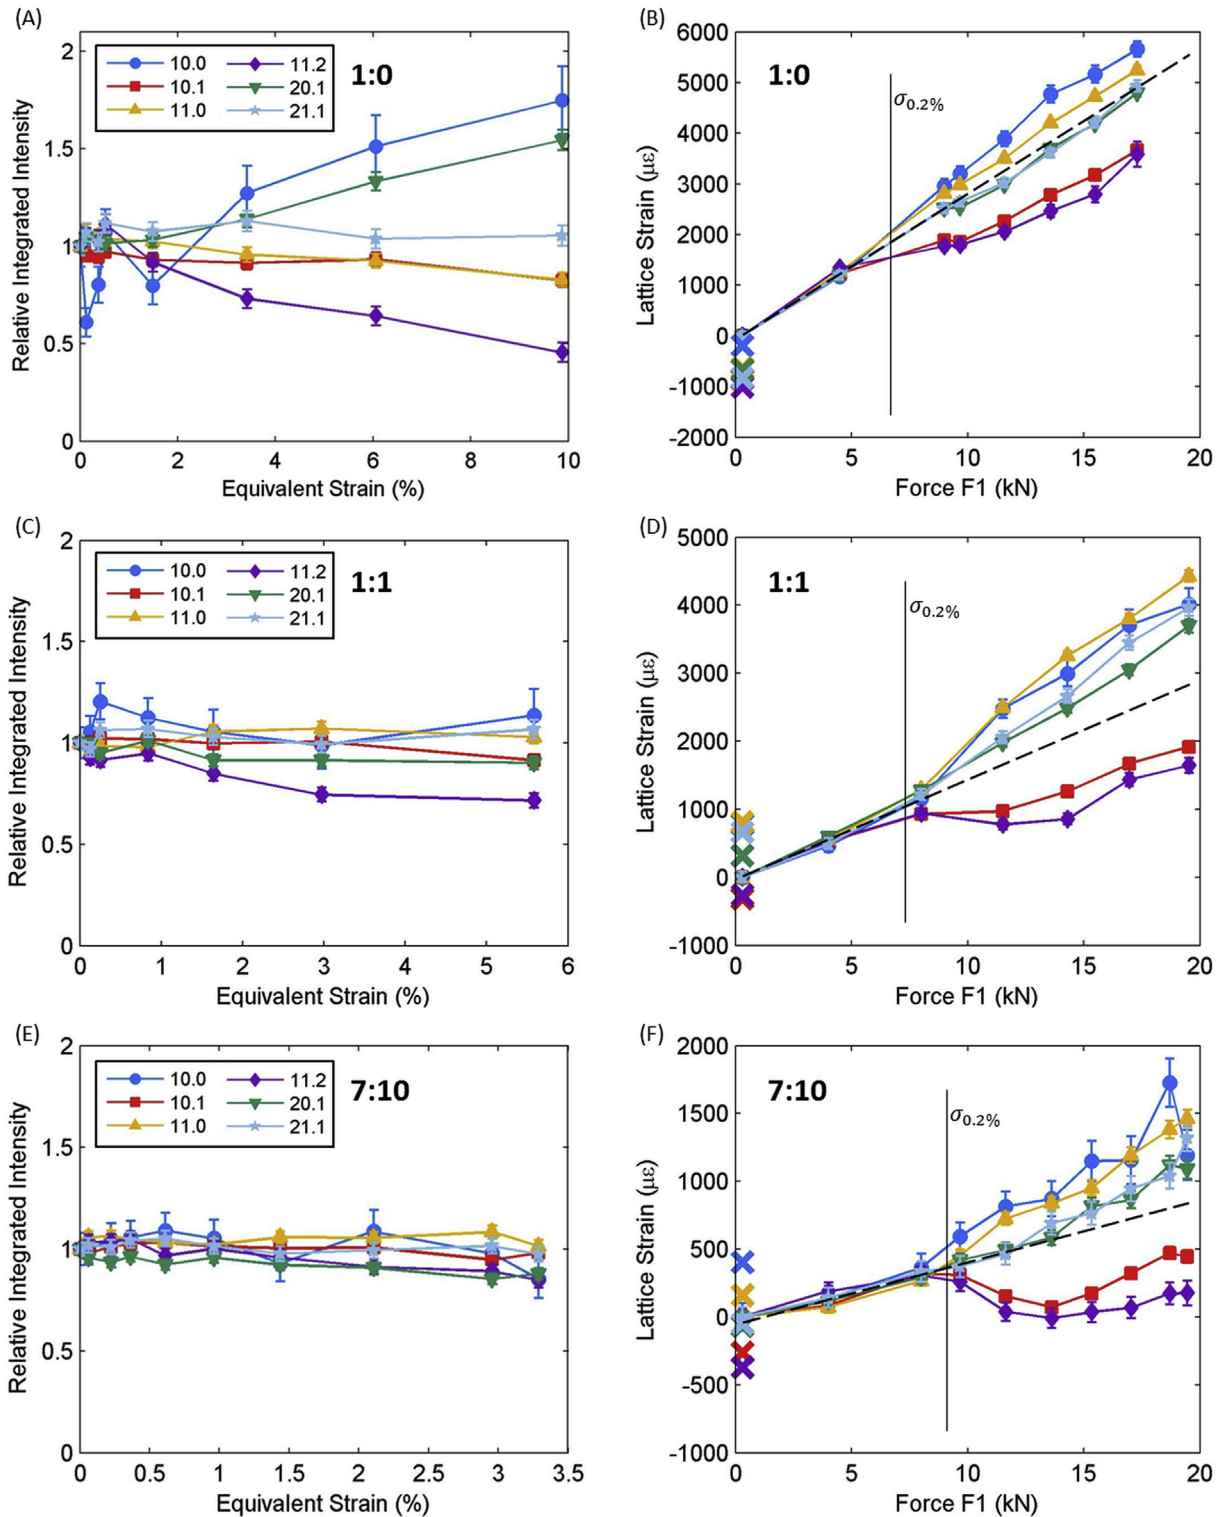 (A)
2
1.5
1
0.5
0
0 2 4 6 8 10
Relative Integrated Intensity
Equivalent Strain (%)
10.0 11.2
10.1 20.1
11.0 21.1
1:0
(B)
6000
5000
4000
3000
2000
1000
0
-1000
-2000
0 5 10 15 20
Lattice Strain (με)
Force F1 (kN)
1:0
σ0.2%
(C)
2
1.5
1
0.5
0
0 1 2 3 4 5 6
Relative Integrated Intensity
Equivalent Strain (%)
10.0 11.2
10.1 20.1
11.0 21.1
1:1
(D)
5000
4000
3000
2000
1000
0
-1000
0 5 10 15 20
Lattice Strain (με)
Force F1 (kN)
1:1
σ0.2%
(E)
2
1.5
1
0.5
0
0 0.5 1 1.5 2 2.5 3 3.5
Relative Integrated Intensity
Equivalent Strain (%)
10.0 11.2
10.1 20.1
11.0 21.1
7:10
(F)
2000
1500
1000
500
0
-500
-1000
0 5 10 15 20
Lattice Strain (με)
Force F1 (kN)
7:10
σ0.2%